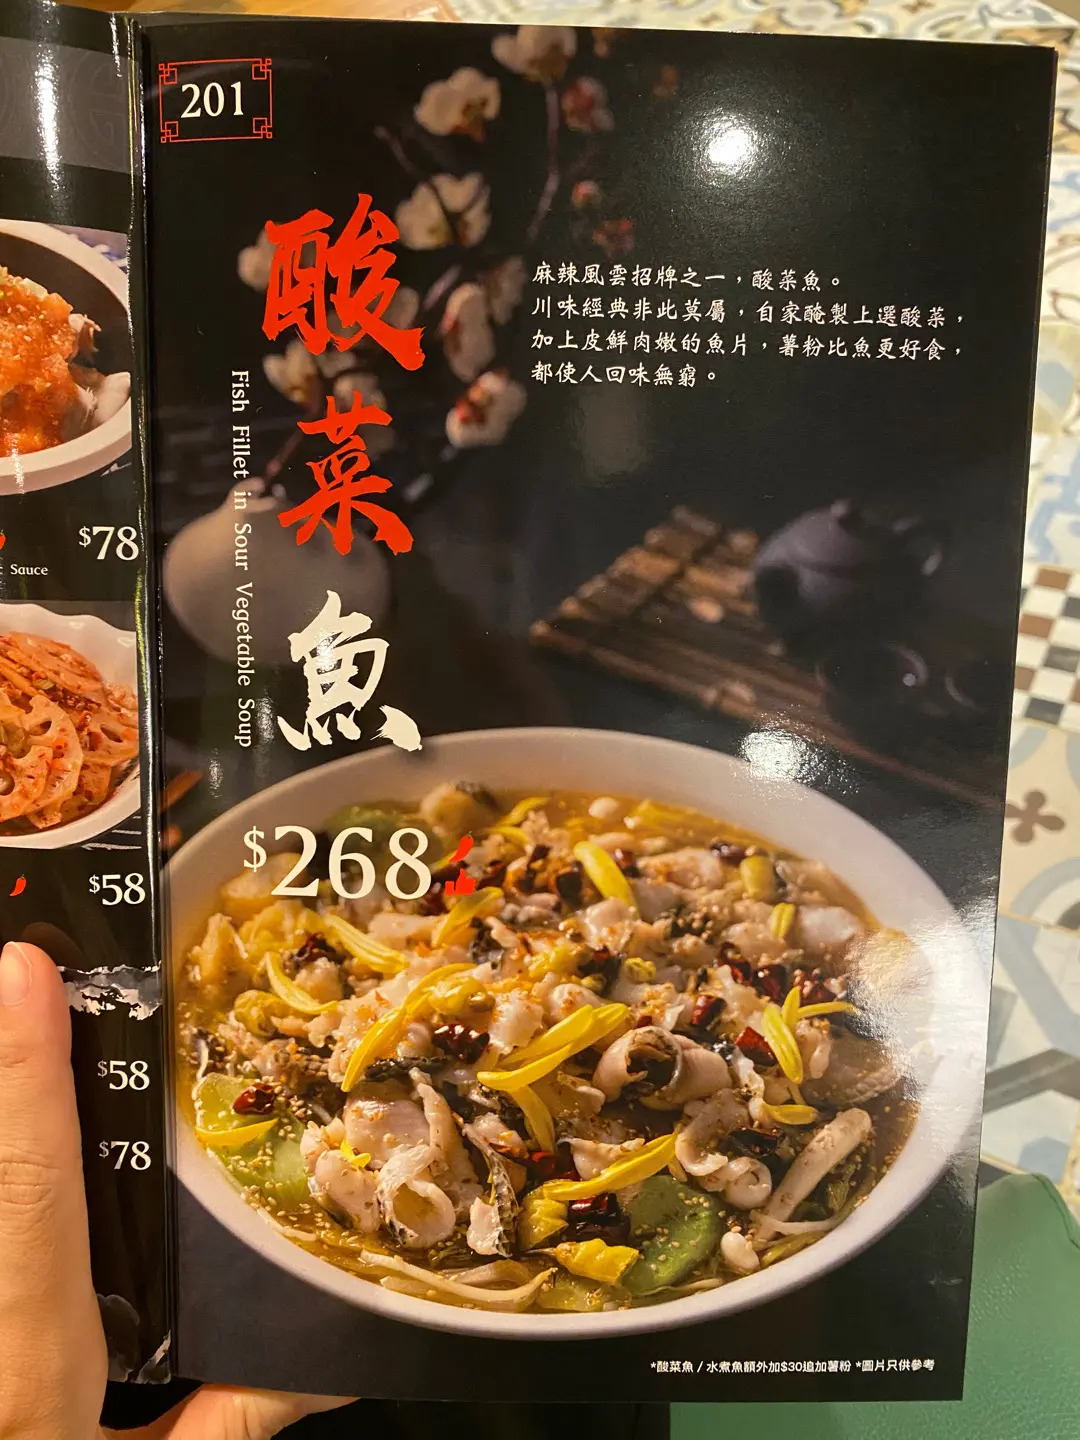 201
酸菜魚
Fish Fillet in Sour Vegetable Soup
麻辣風雲招牌之一，酸菜魚。
川味經典非此莫屬，自家醃製上選酸菜，
加上皮鮮肉嫩的魚片，薯粉比魚更好食，
都使人回味無窮。
$268
*酸菜魚 / 水煮魚額外加$30追加薯粉 *圖片只供參考
$78
Sauce
$58
$58
$78